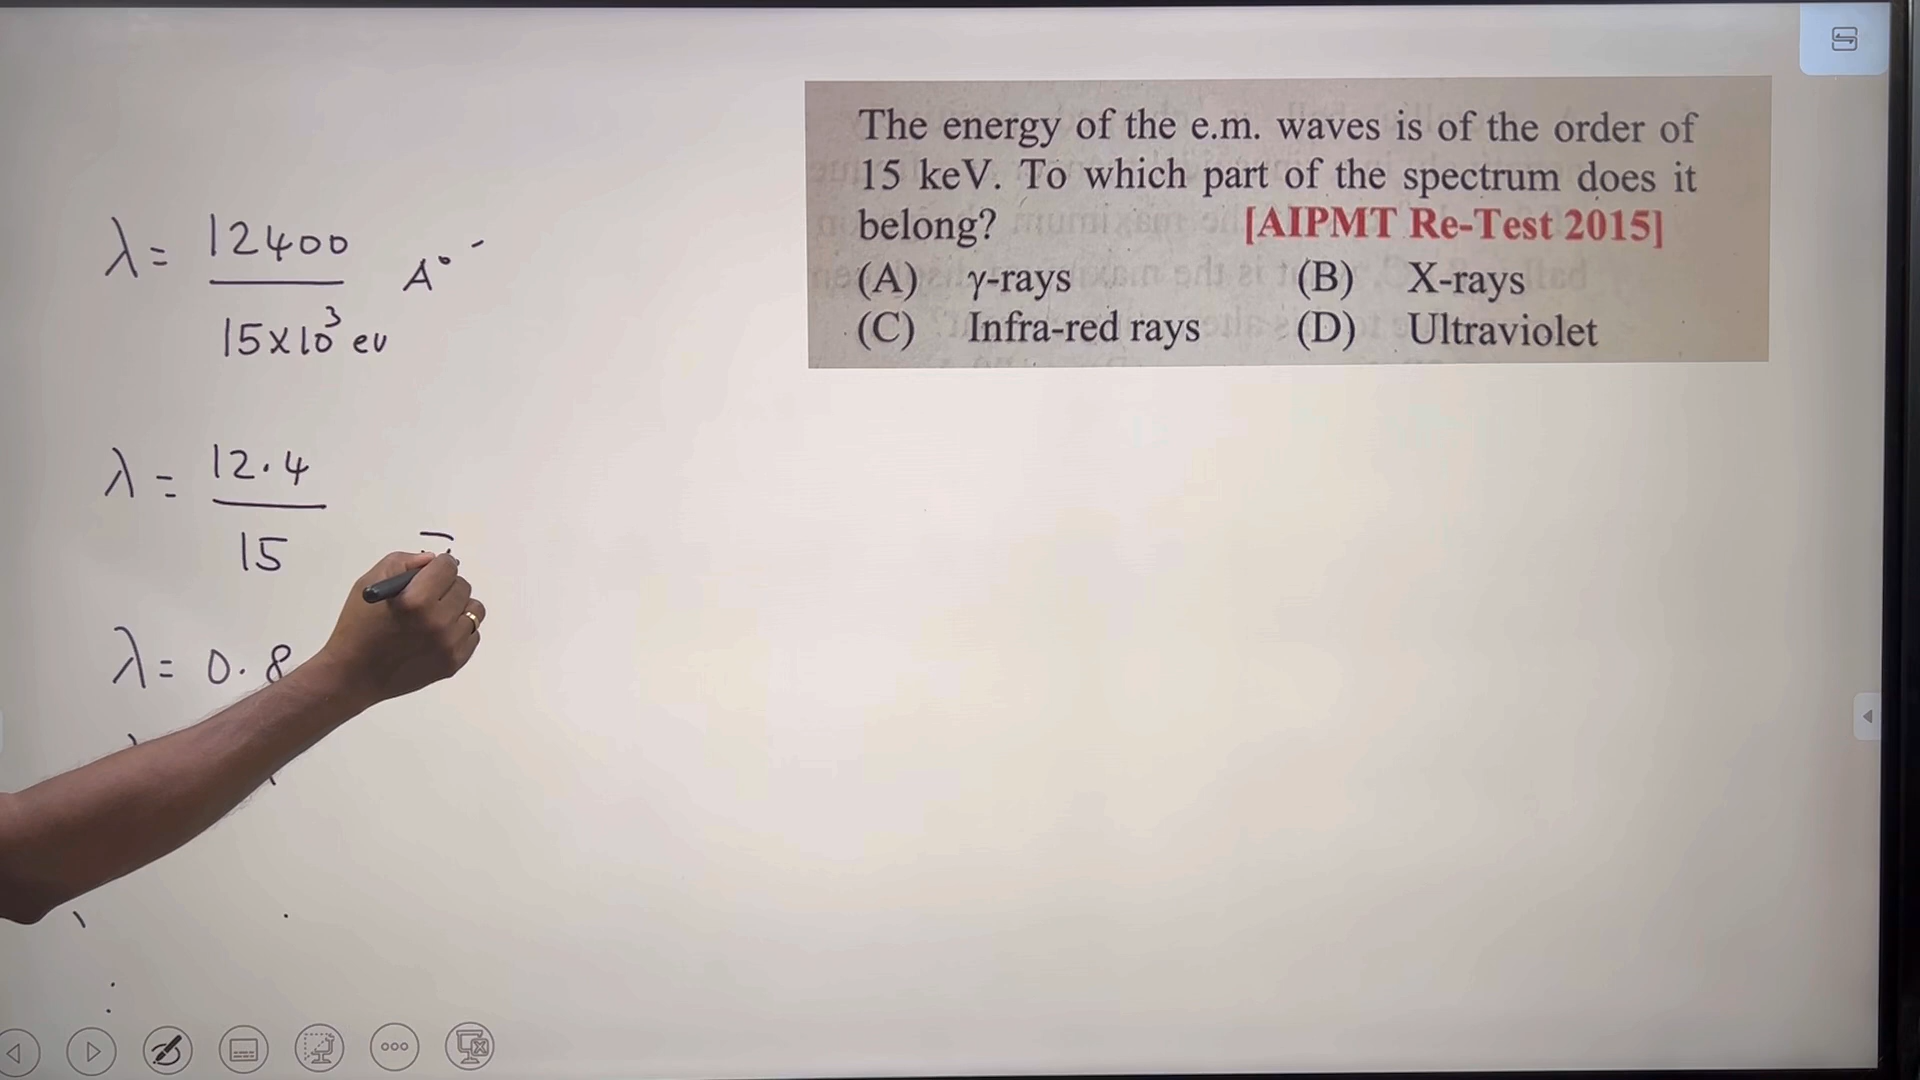 The energy of the e.m. waves is of the order of
15 keV. To which part of the spectrum does it
belong? [AIPMT Re-Test 2015]
(A) γ-rays (B) X-rays
(C) Infra-red rays (D) Ultraviolet
λ = 12400 / 15x10³ ev A°
λ = 12.4 / 15
λ = 0.8